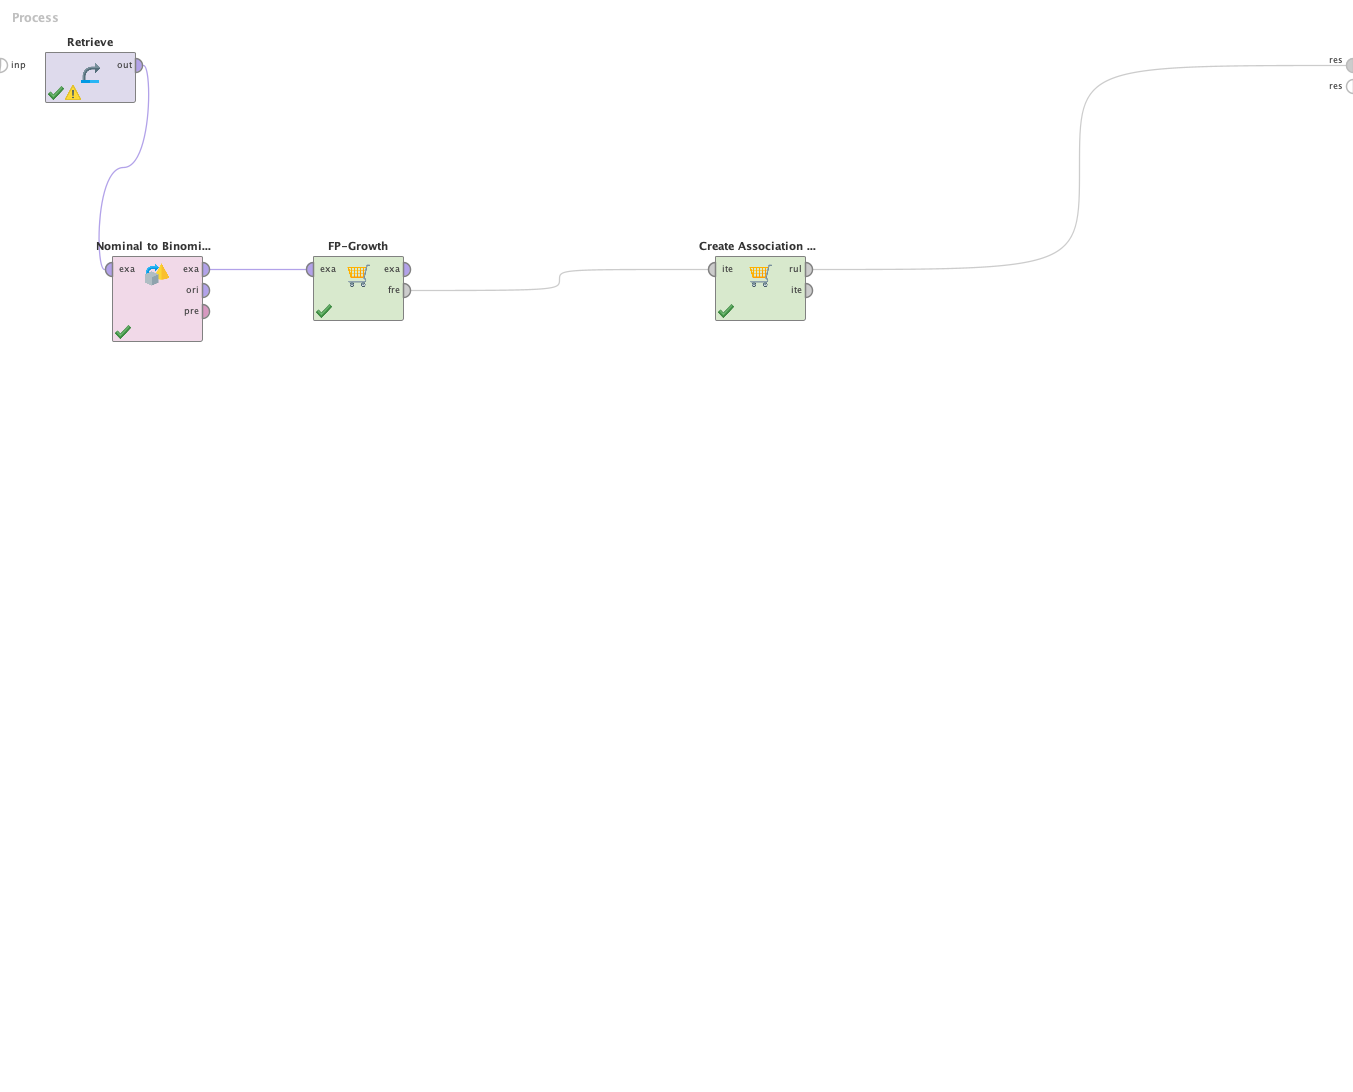 Process
Retrieve
inp
out
res
res
Nominal to Binomi...
exa
exa
ori
pre
FP-Growth
exa
exa
fre
Create Association ...
ite
rul
ite